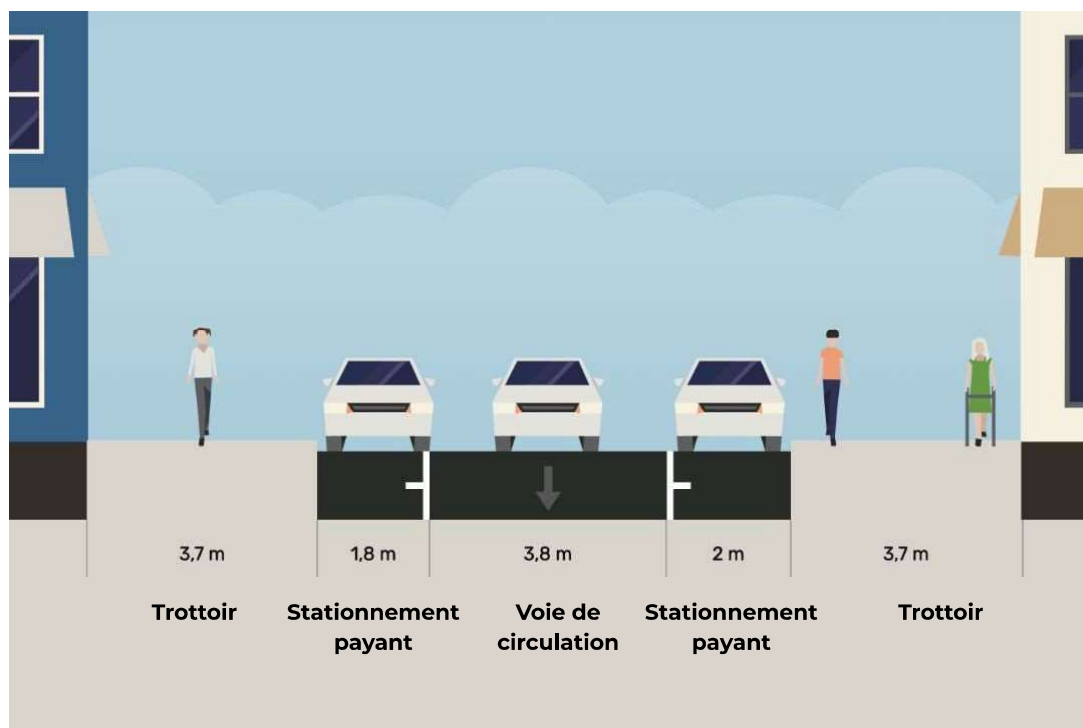 3,7 m
1,8 m
3,8 m
2 m
3,7 m
Trottoir
Stationnement
payant
Voie de
circulation
Stationnement
payant
Trottoir